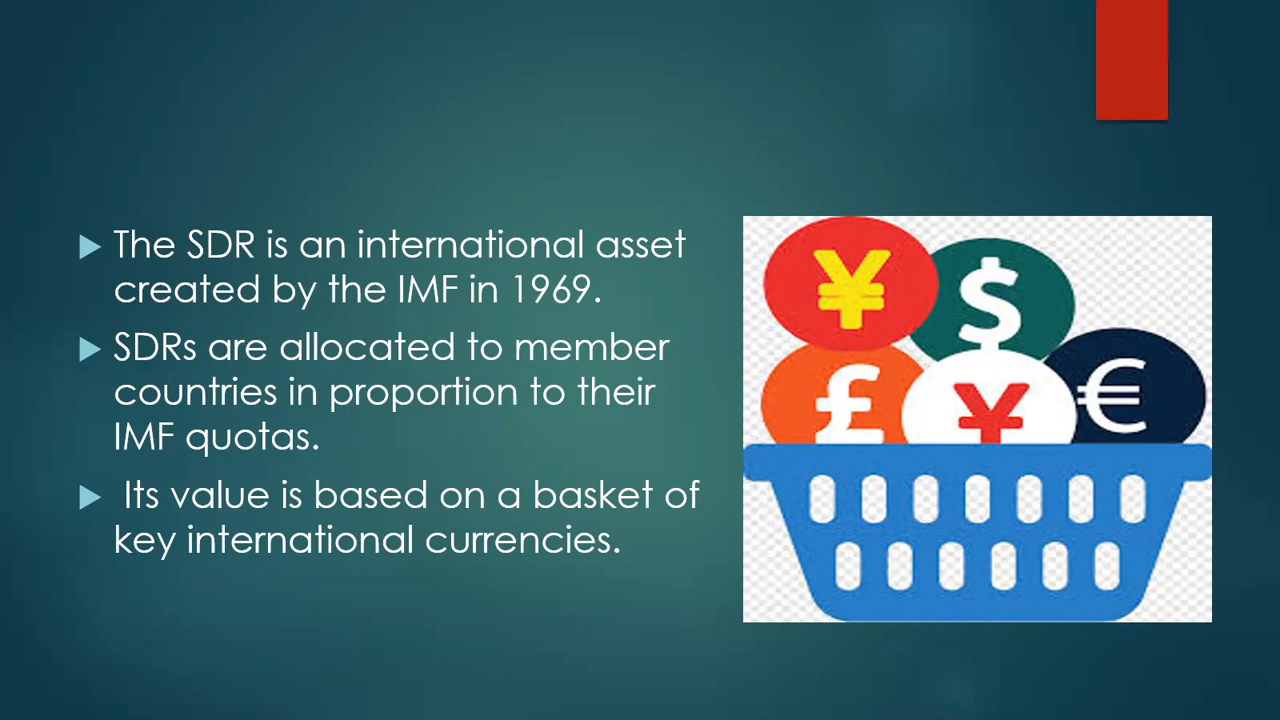 The SDR is an international asset
created by the IMF in 1969.
SDRs are allocated to member
countries in proportion to their
IMF quotas.
Its value is based on a basket of
key international currencies.
¥
$
£
¥
€